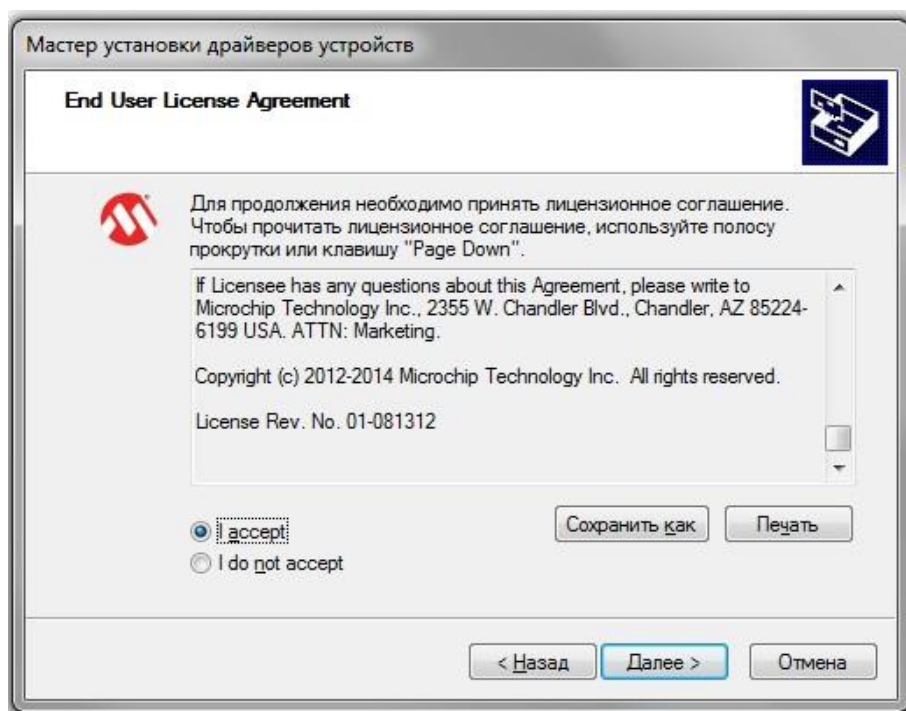 Мастер установки драйверов устройств
End User License Agreement
Для продолжения необходимо принять лицензионное соглашение.
Чтобы прочитать лицензионное соглашение, используйте полосу
прокрутки или клавишу "Page Down".
If Licensee has any questions about this Agreement, please write to
Microchip Technology Inc., 2355 W. Chandler Blvd., Chandler, AZ 85224-
6199 USA. ATTN: Marketing.
Copyright (c) 2012-2014 Microchip Technology Inc.  All rights reserved.
License Rev. No. 01-081312
I accept
Сохранить как
Печать
I do not accept
< Назад
Далее >
Отмена